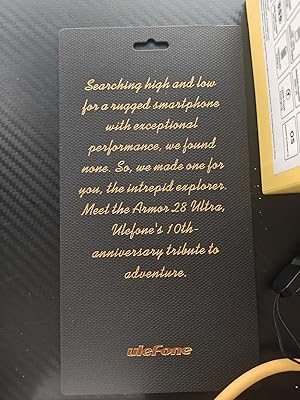 Searching high and low
for a rugged smartphone
with exceptional
performance, we found
none. So, we made one for
you, the intrepid explorer.
Meet the Armor 28 Ultra,
Ulefone's 10th-
anniversary tribute to
adventure.
uleFone
OS